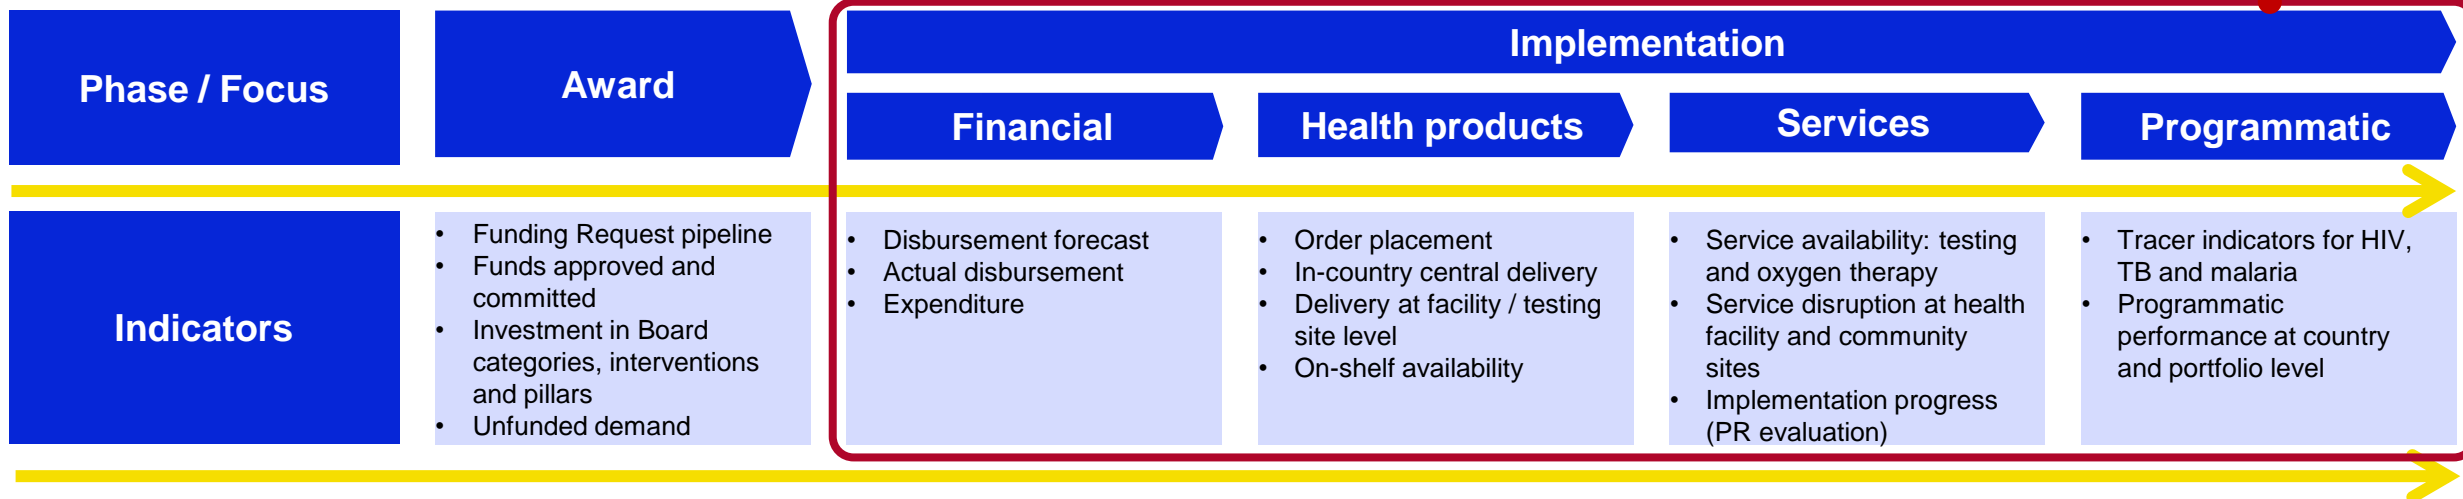 Phase / Focus
Award
Implementation
Financial
Health products
Services
Programmatic
Indicators
• Funding Request pipeline
• Funds approved and
committed
• Investment in Board
categories, interventions
and pillars
• Unfunded demand
• Disbursement forecast
• Actual disbursement
• Expenditure
• Order placement
• In-country central delivery
• Delivery at facility / testing
site level
• On-shelf availability
• Service availability: testing
and oxygen therapy
• Service disruption at health
facility and community
sites
• Implementation progress
(PR evaluation)
• Tracer indicators for HIV,
TB and malaria
• Programmatic
performance at country
and portfolio level